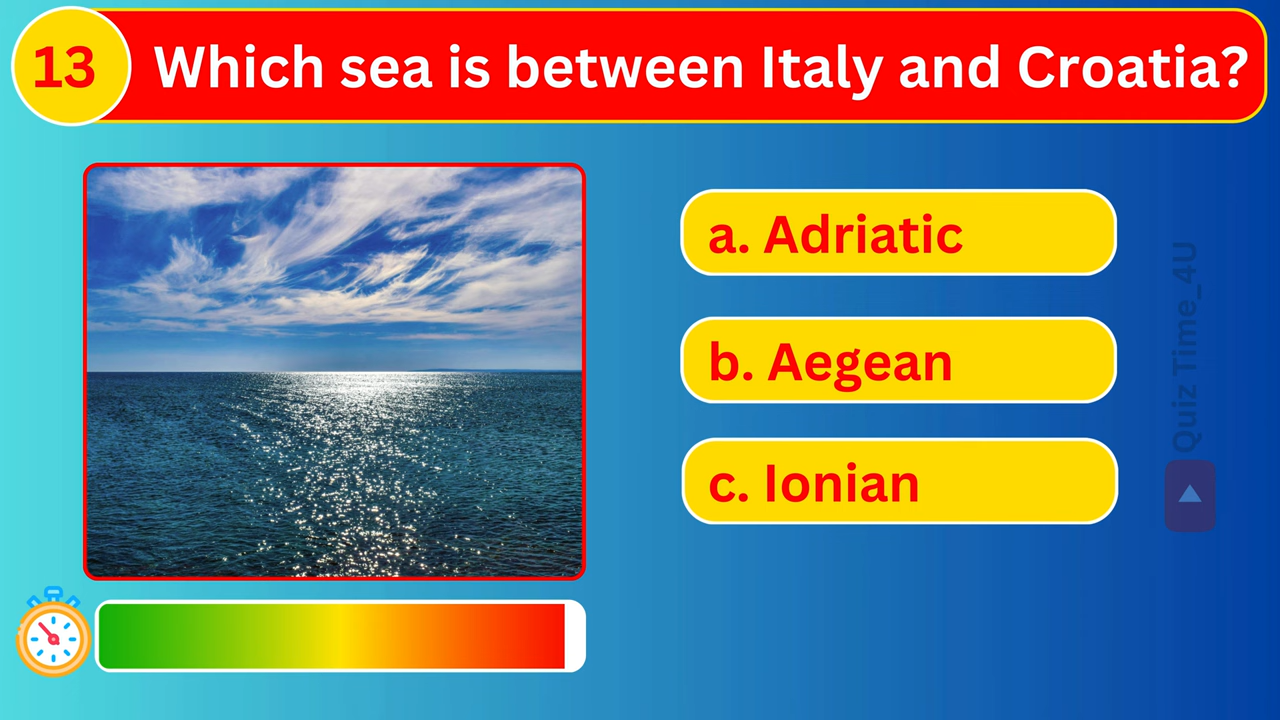 13
Which sea is between Italy and Croatia?
a. Adriatic
b. Aegean
c. Ionian
Quiz Time_4U